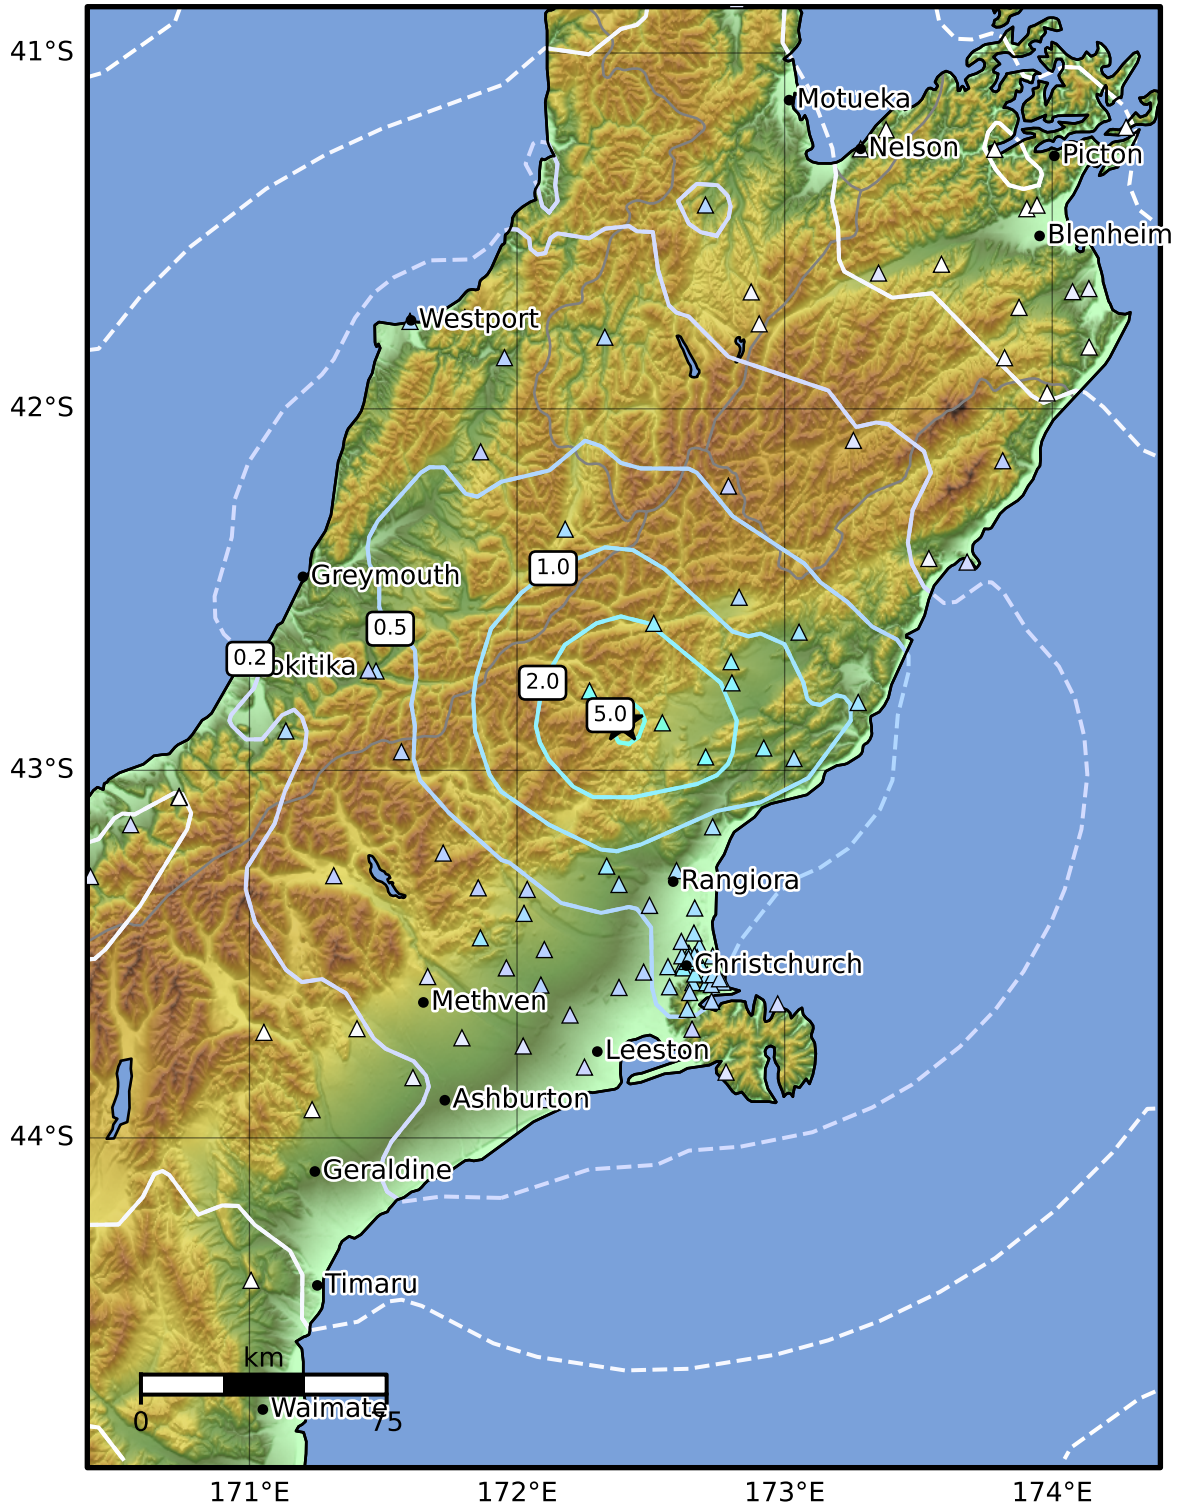 41°S
Motueka
Nelson
Picton
Blenheim
Westport
42°S
1.0
Greymouth
0.5
0.2
okitika
2.0
5.0
43°S
Rangiora
Christchurch
Methven
Leeston
Ashburton
44°S
Geraldine
Timaru
km
Waimate
0
75
171°E
172°E
173°E
174°E